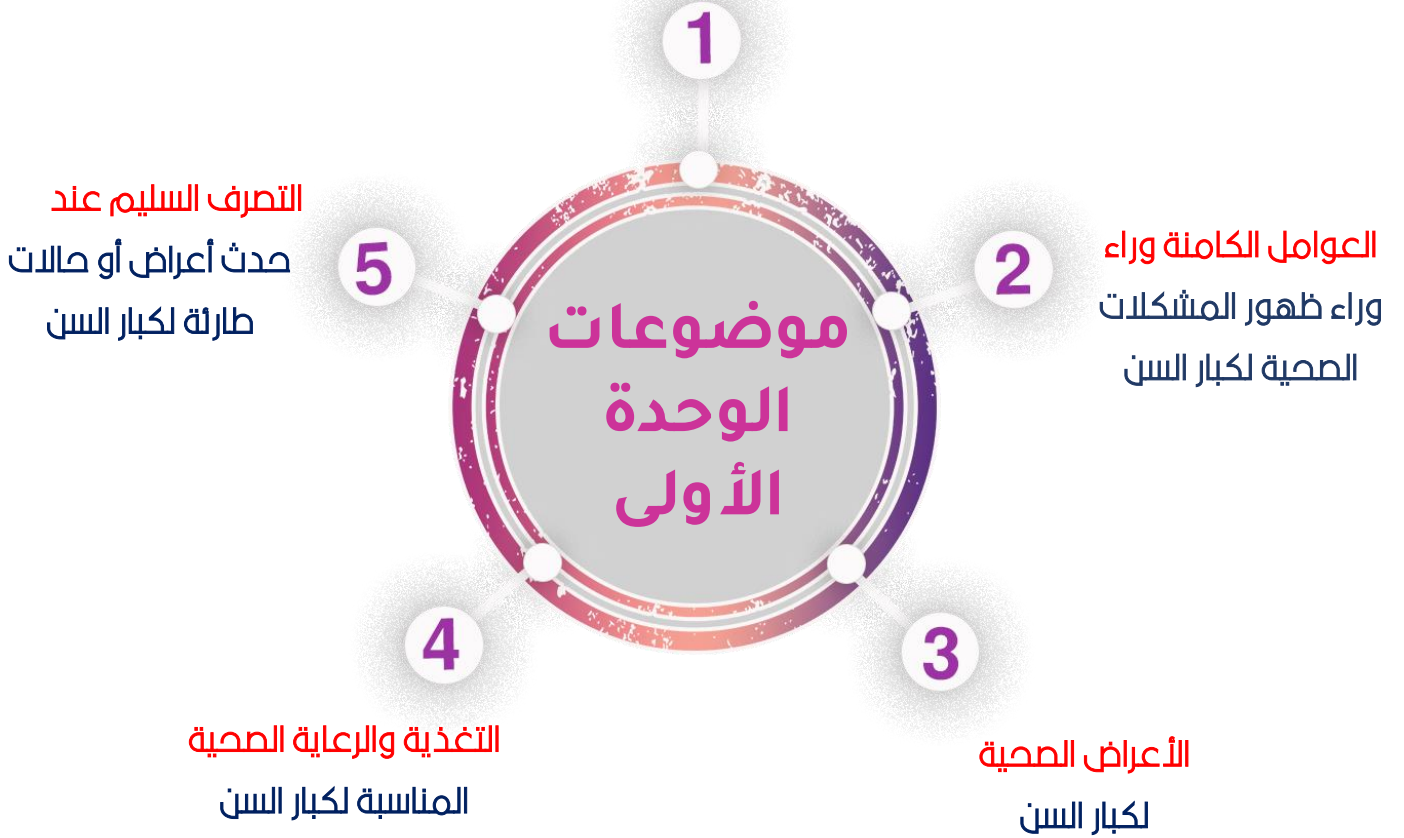 1
موضوعات
الوحدة
الأولى
2
العوامل الكامنة وراء
وراء ظهور المشكلات
الصحية لكبار السن
3
الأعراض الصحية
لكبار السن
4
التغذية والرعاية الصحية
المناسبة لكبار السن
5
التصرف السليم عند
حدث أعراض أو حالات
طارئة لكبار السن